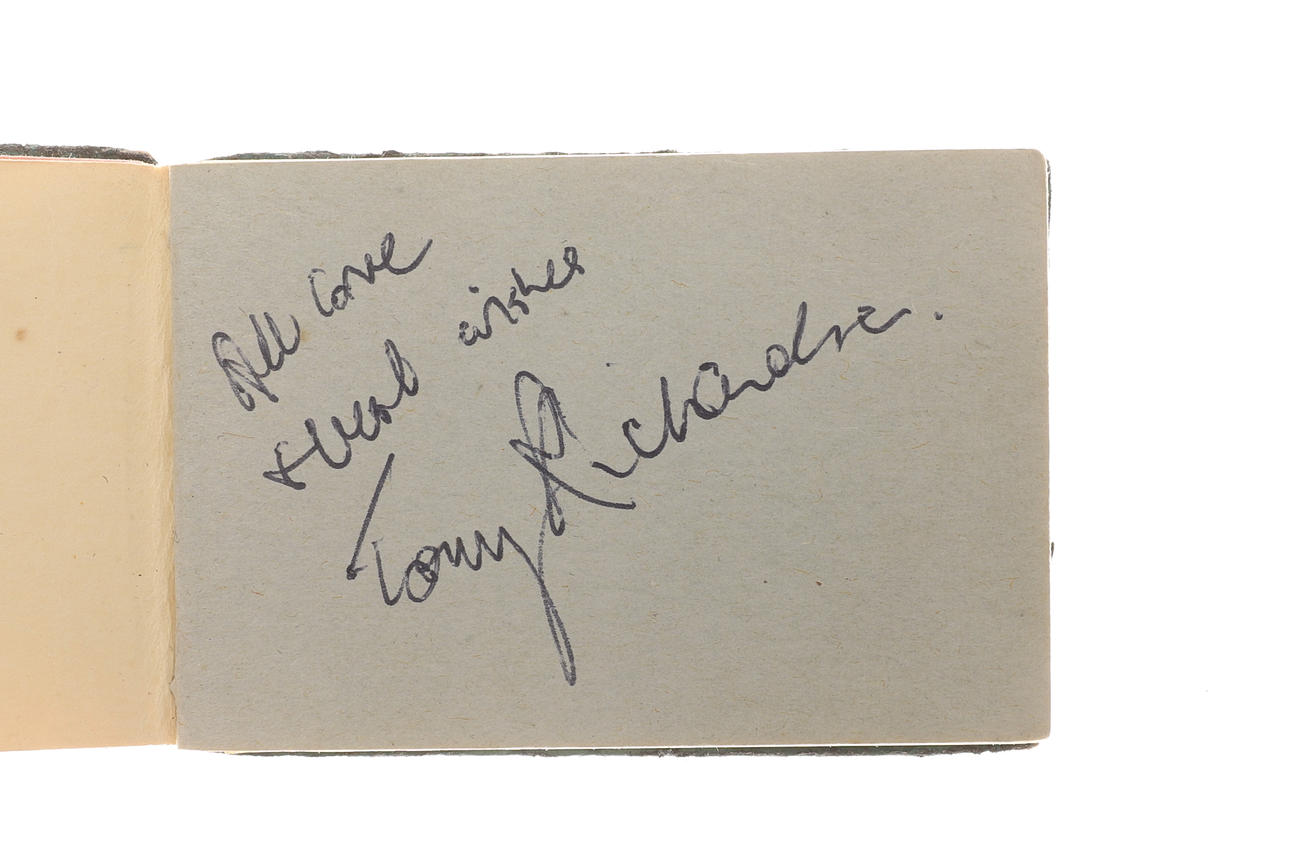 All love
+ best wishes
Tony Richardson.